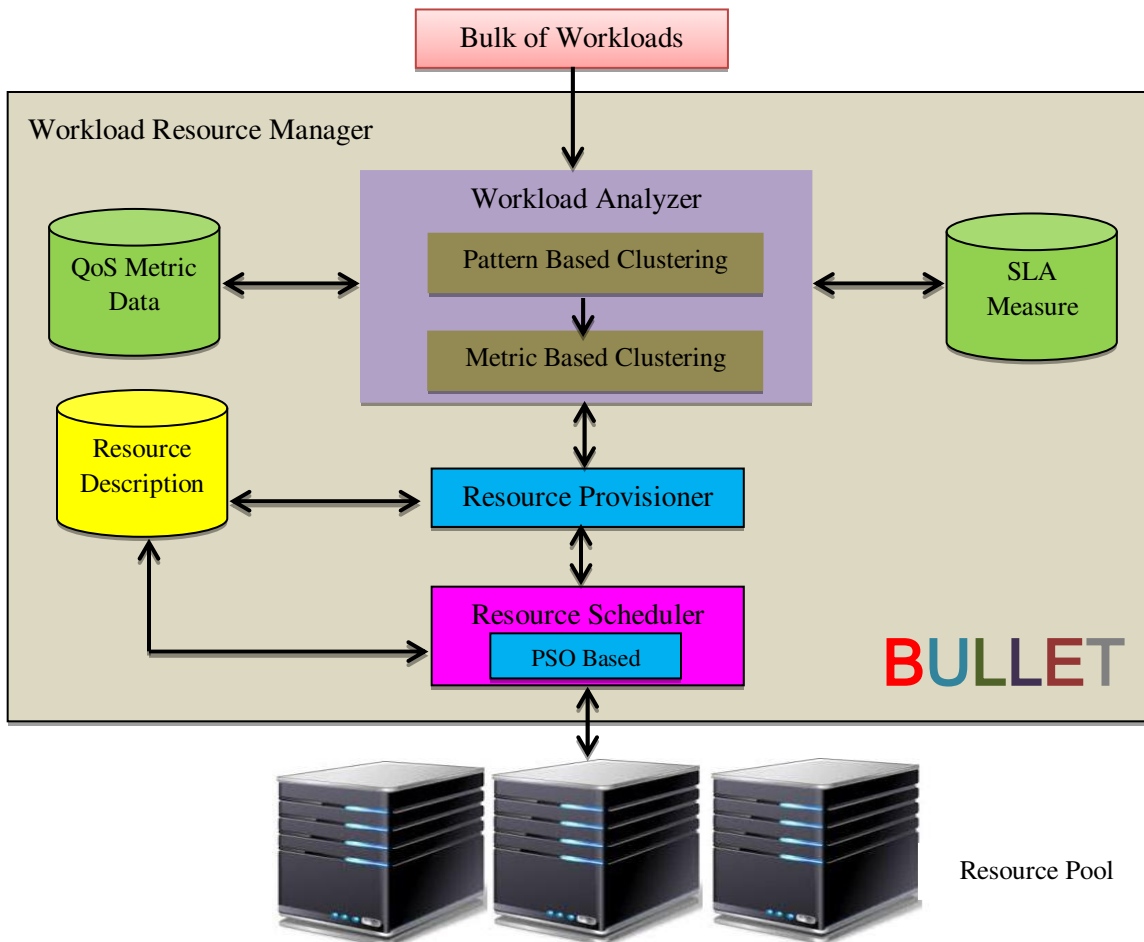 Bulk of Workloads
Workload Resource Manager
Workload Analyzer
Pattern Based Clustering
Metric Based Clustering
QoS Metric
Data
SLA
Measure
Resource
Description
Resource Provisioner
Resource Scheduler
PSO Based
BULLET
Resource Pool